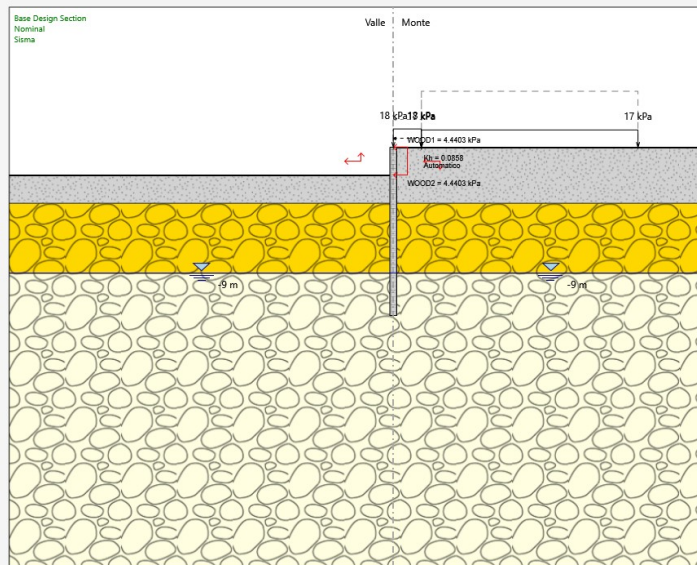 Base Design Section
Nominal
Sisma
Valle
Monte
18 kPa
17 kPa
WOOD1 = 4.4403 kPa
Kh = 0.0858
Automatico
WOOD2 = 4.4403 kPa
-9 m
-9 m